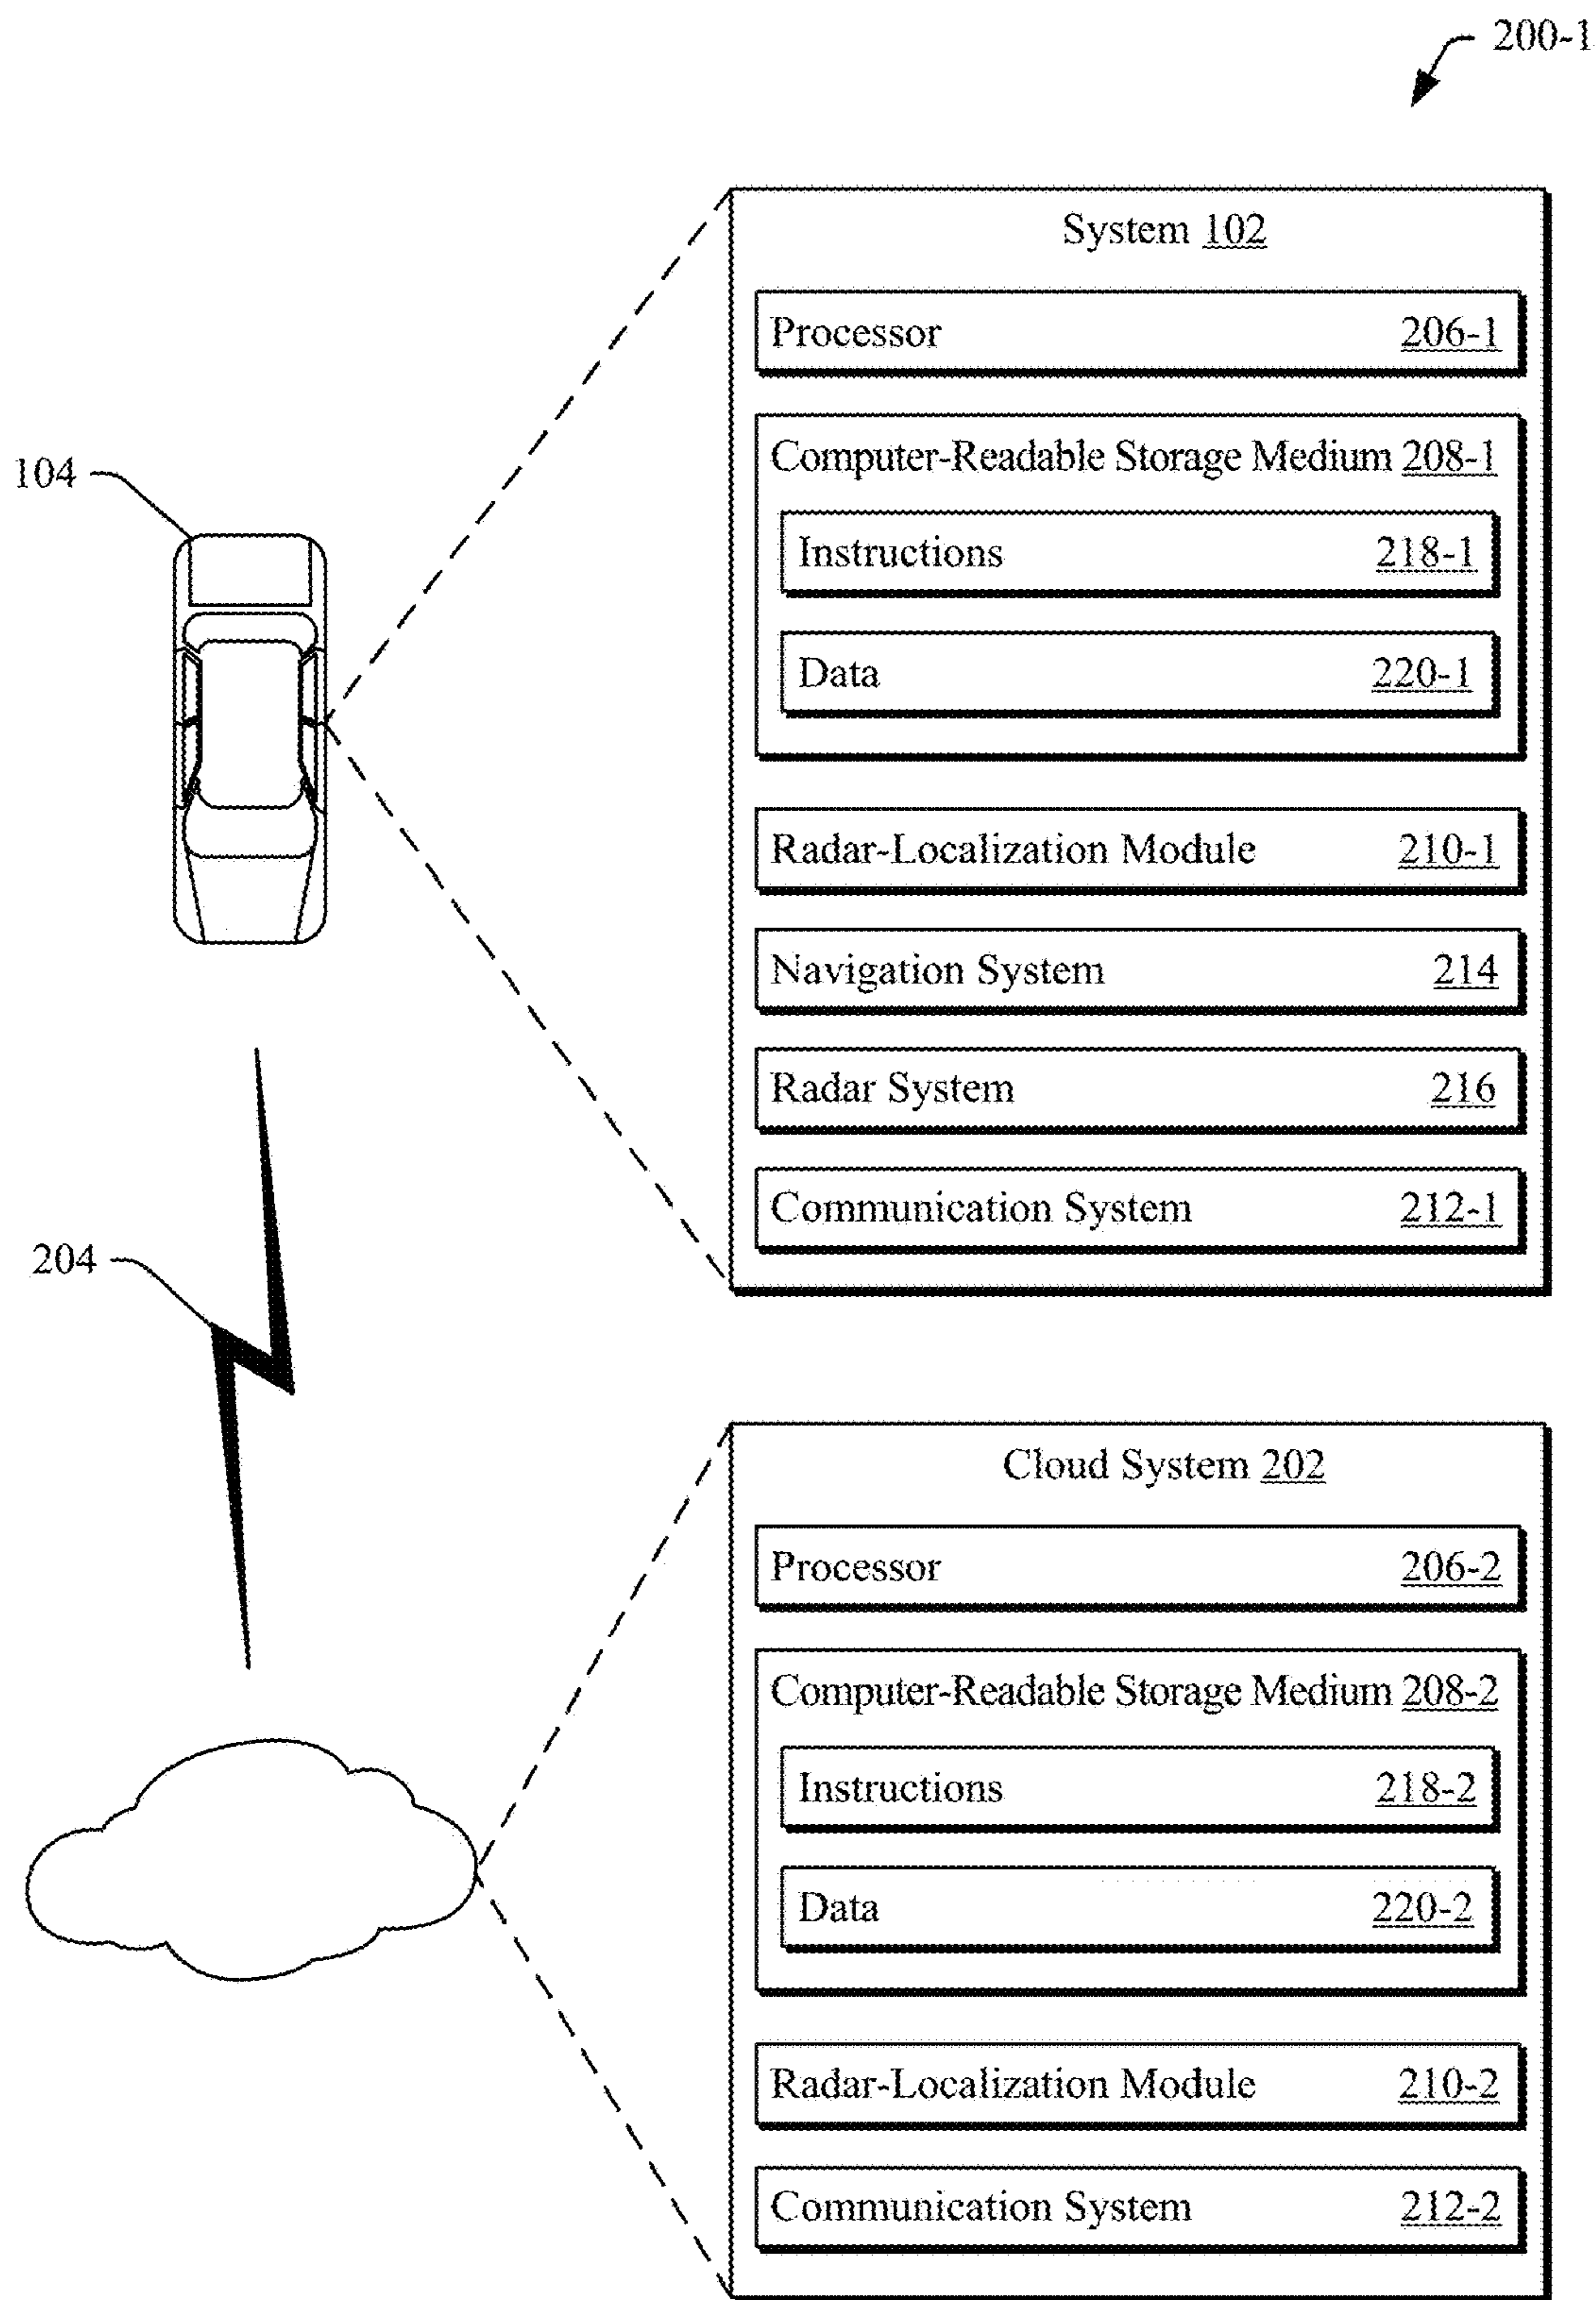 200-1
System 102
Processor 206-1
Computer-Readable Storage Medium 208-1
104
Instructions 218-1
Data 220-1
Radar-Localization Module 210-1
Navigation System 214
Radar System 216
Communication System 212-1
204
Cloud System 202
Processor 206-2
Computer-Readable Storage Medium 208-2
Instructions 218-2
Data 220-2
Radar-Localization Module 210-2
Communication System 212-2